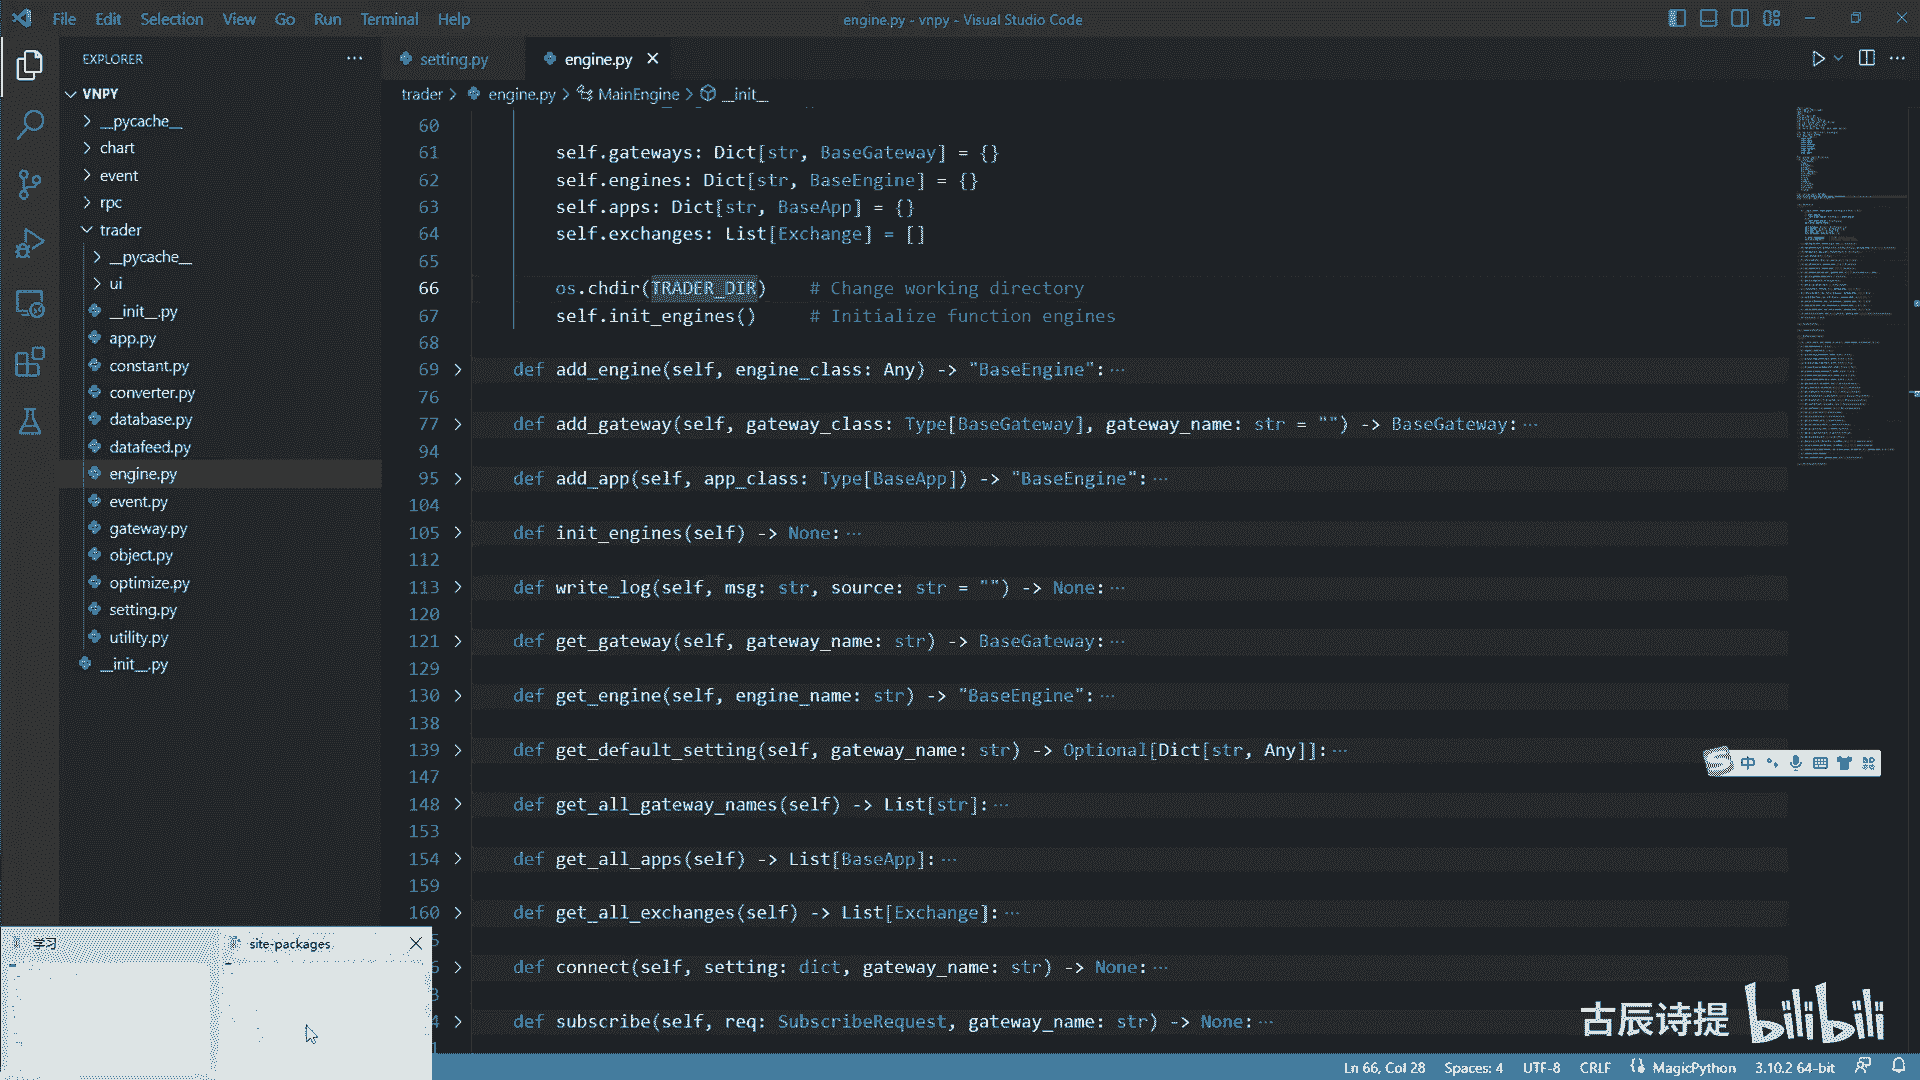 File Edit Selection View Go Run Terminal Help
engine.py - vnpy - Visual Studio Code
EXPLORER
VNPY
__pycache__
chart
event
rpc
trader
__pycache__
ui
__init__.py
app.py
constant.py
converter.py
database.py
datafeed.py
engine.py
event.py
gateway.py
object.py
optimize.py
setting.py
utility.py
__init__.py
setting.py
engine.py
trader > engine.py > MainEngine > __init__
60
61 self.gateways: Dict[str, BaseGateway] = {}
62 self.engines: Dict[str, BaseEngine] = {}
63 self.apps: Dict[str, BaseApp] = {}
64 self.exchanges: List[Exchange] = []
65
66 os.chdir(TRADER_DIR) # Change working directory
67 self.init_engines() # Initialize function engines
68
69 def add_engine(self, engine_class: Any) -> "BaseEngine":…
76
77 def add_gateway(self, gateway_class: Type[BaseGateway], gateway_name: str = "") -> BaseGateway:…
94
95 def add_app(self, app_class: Type[BaseApp]) -> "BaseEngine":…
104
105 def init_engines(self) -> None:…
112
113 def write_log(self, msg: str, source: str = "") -> None:…
120
121 def get_gateway(self, gateway_name: str) -> BaseGateway:…
129
130 def get_engine(self, engine_name: str) -> "BaseEngine":…
138
139 def get_default_setting(self, gateway_name: str) -> Optional[Dict[str, Any]]:…
147
148 def get_all_gateway_names(self) -> List[str]:…
153
154 def get_all_apps(self) -> List[BaseApp]:…
159
160 def get_all_exchanges(self) -> List[Exchange]:…
def connect(self, setting: dict, gateway_name: str) -> None:…
def subscribe(self, req: SubscribeRequest, gateway_name: str) -> None:…
学习
site-packages
中
古辰诗提 bilibili
Ln 66, Col 28 Spaces: 4 UTF-8 CRLF MagicPython 3.10.2 64-bit